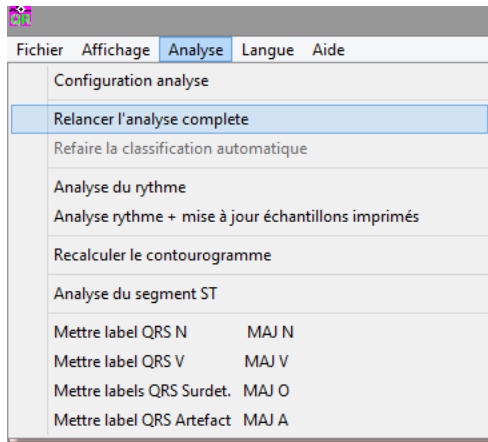 Fichier Affichage Analyse Langue Aide
Configuration analyse
Relancer l'analyse complete
Refaire la classification automatique
Analyse du rythme
Analyse rythme + mise à jour échantillons imprimés
Recalculer le contourogramme
Analyse du segment ST
Mettre label QRS N MAJ N
Mettre label QRS V MAJ V
Mettre labels QRS Surdet. MAJ O
Mettre label QRS Artefact MAJ A